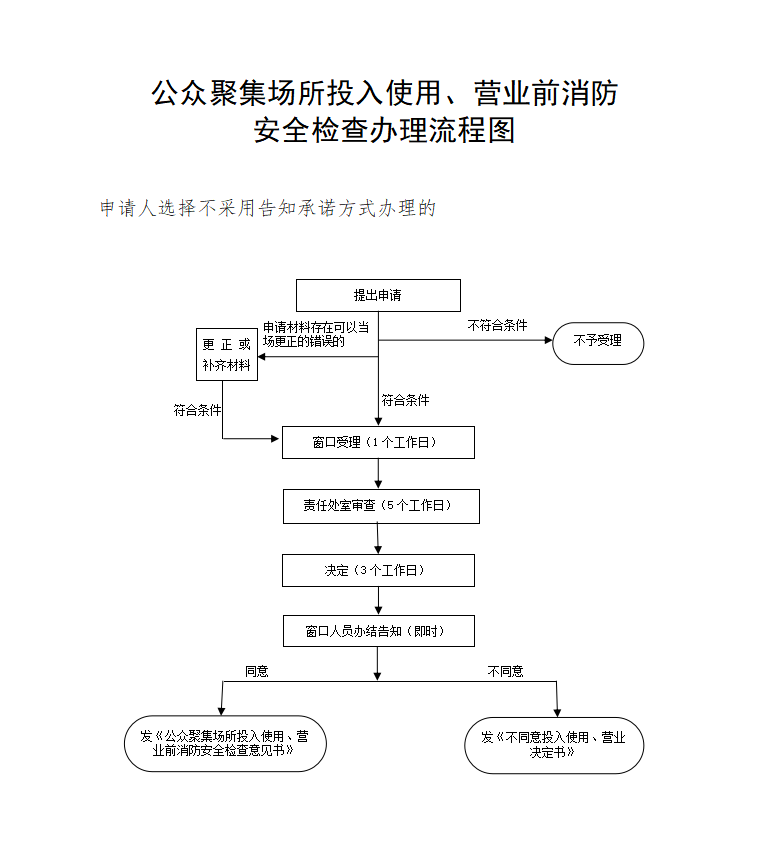 公众聚集场所投入使用、营业前消防
安全检查办理流程图
申请人选择不采用告知承诺方式办理的
提出申请
申请材料存在可以当
场更正的错误的
不符合条件
不予受理
更正或
补齐材料
符合条件
符合条件
窗口受理（1个工作日）
责任处室审查（5个工作日）
决定（3个工作日）
窗口人员办结告知（即时）
同意
不同意
发《公众聚集场所投入使用、营
业前消防安全检查意见书》
发《不同意投入使用、营业
决定书》